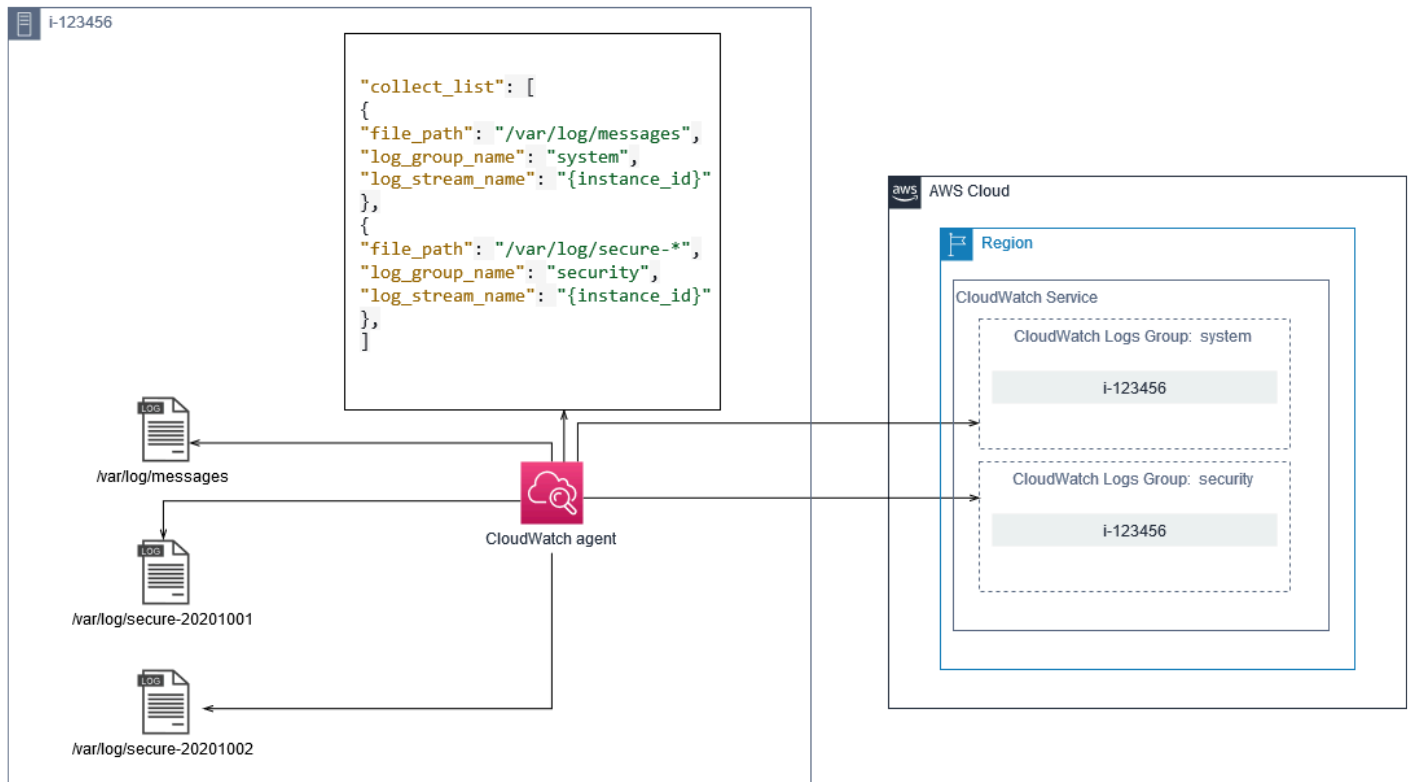 i-123456
"collect_list": [
{
"file_path": "/var/log/messages",
"log_group_name": "system",
"log_stream_name": "{instance_id}"
},
{
"file_path": "/var/log/secure-*",
"log_group_name": "security",
"log_stream_name": "{instance_id}"
},
]
LOG
/var/log/messages
LOG
/var/log/secure-20201001
LOG
/var/log/secure-20201002
CloudWatch agent
aws
AWS Cloud
Region
CloudWatch Service
CloudWatch Logs Group: system
i-123456
CloudWatch Logs Group: security
i-123456